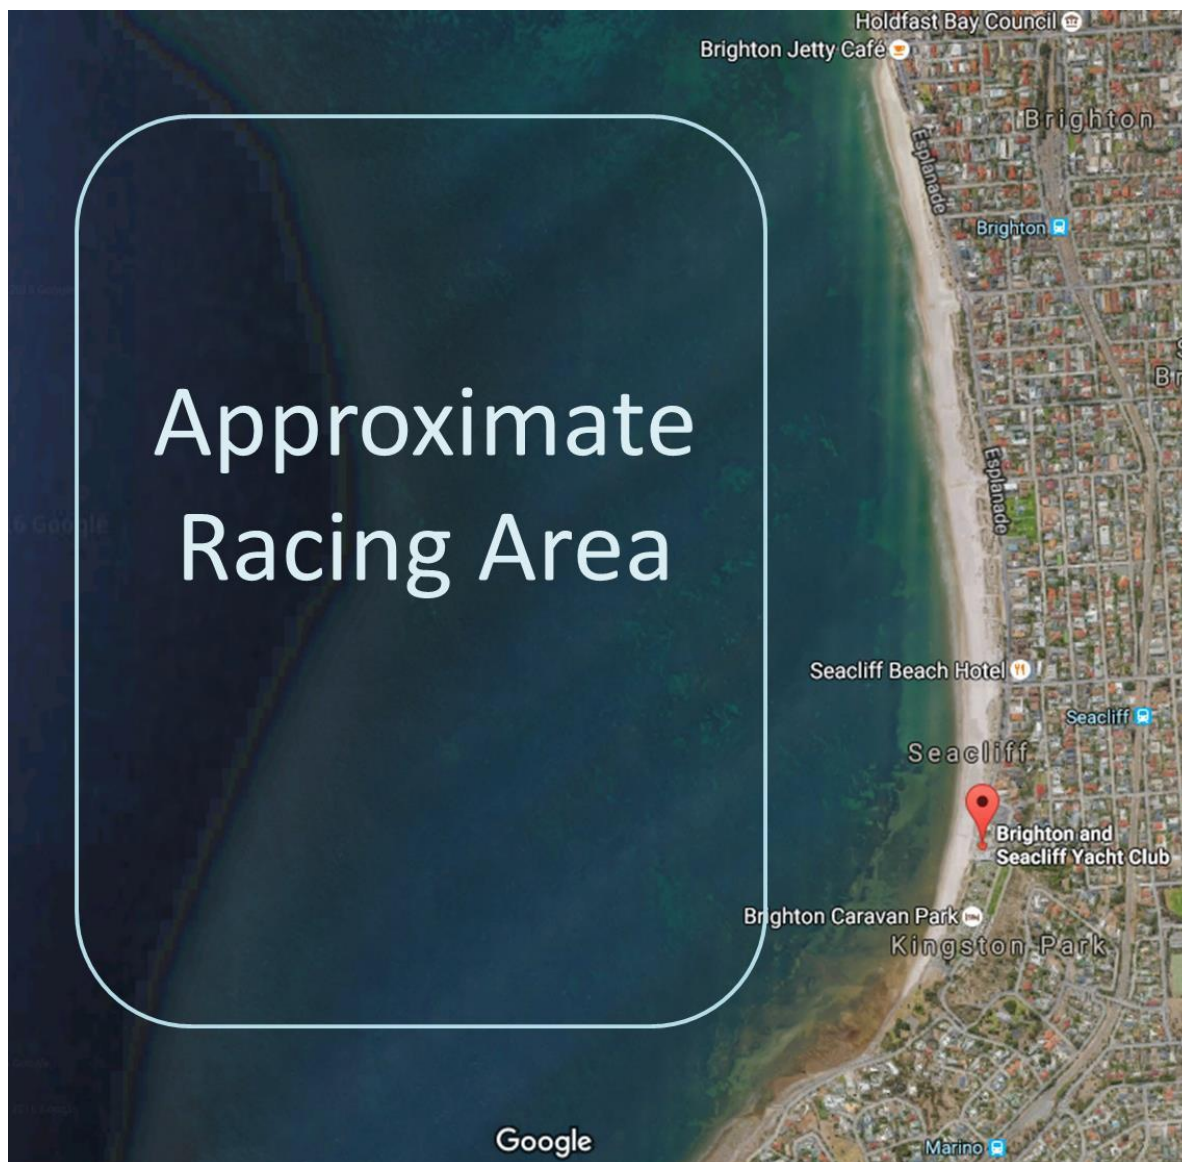 Holdfast Bay Council
Brighton Jetty Café
Brighton
Esplanade
Brighton
Br
Approximate
Racing Area
Esplanade
Seacliff Beach Hotel
Seacliff
Seacliff
Brighton and
Seacliff Yacht Club
Brighton Caravan Park
Kingston Park
Google
Marino